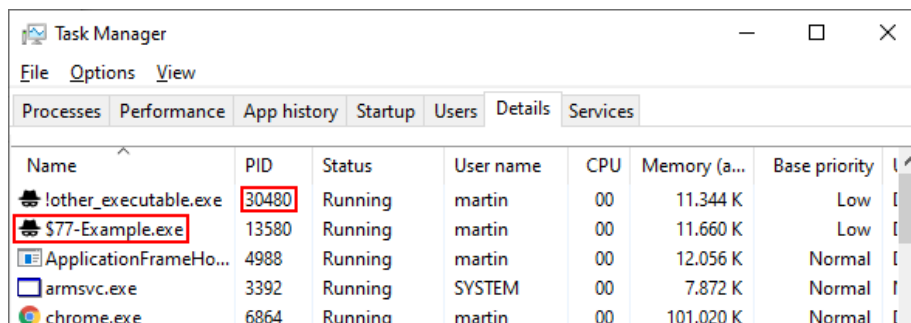 Task Manager
File Options View
Processes Performance App history Startup Users Details Services
Name PID Status User name CPU Memory (a... Base priority
!other_executable.exe 30480 Running martin 00 11.344 K Low
$77-Example.exe 13580 Running martin 00 11.660 K Low
ApplicationFrameHo... 4988 Running martin 00 12.056 K Normal
armsvc.exe 3392 Running SYSTEM 00 7.872 K Normal
chrome.exe 6864 Running martin 00 101.020 K Normal